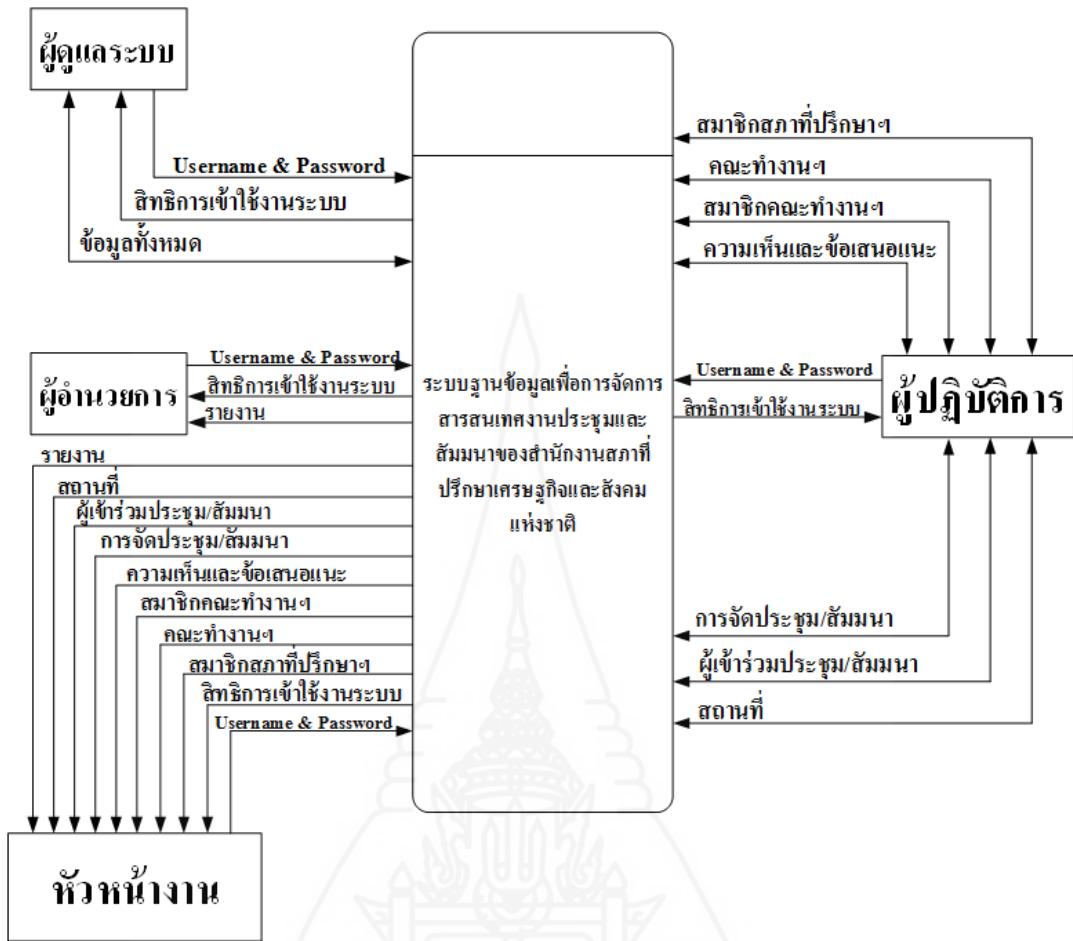 ผู้ดูแลระบบ
Username & Password
สิทธิการเข้าใช้งานระบบ
ข้อมูลทั้งหมด
ผู้อำนวยการ
Username & Password
สิทธิการเข้าใช้งานระบบ
รายงาน
รายงาน
สถานที่
ผู้เข้าร่วมประชุม/สัมมนา
การจัดประชุม/สัมมนา
ความเห็นและข้อเสนอแนะ
สมาชิกคณะทำงานฯ
คณะทำงานฯ
สมาชิกสภาที่ปรึกษาฯ
สิทธิการเข้าใช้งานระบบ
Username & Password
หัวหน้างาน
ระบบฐานข้อมูลเพื่อการจัดการ
สารสนเทศงานประชุมและ
สัมมนาของสำนักงานสภาที่
ปรึกษาเศรษฐกิจและสังคม
แห่งชาติ
สมาชิกสภาที่ปรึกษาฯ
คณะทำงานฯ
สมาชิกคณะทำงานฯ
ความเห็นและข้อเสนอแนะ
Username & Password
สิทธิการเข้าใช้งานระบบ
ผู้ปฏิบัติการ
การจัดประชุม/สัมมนา
ผู้เข้าร่วมประชุม/สัมมนา
สถานที่